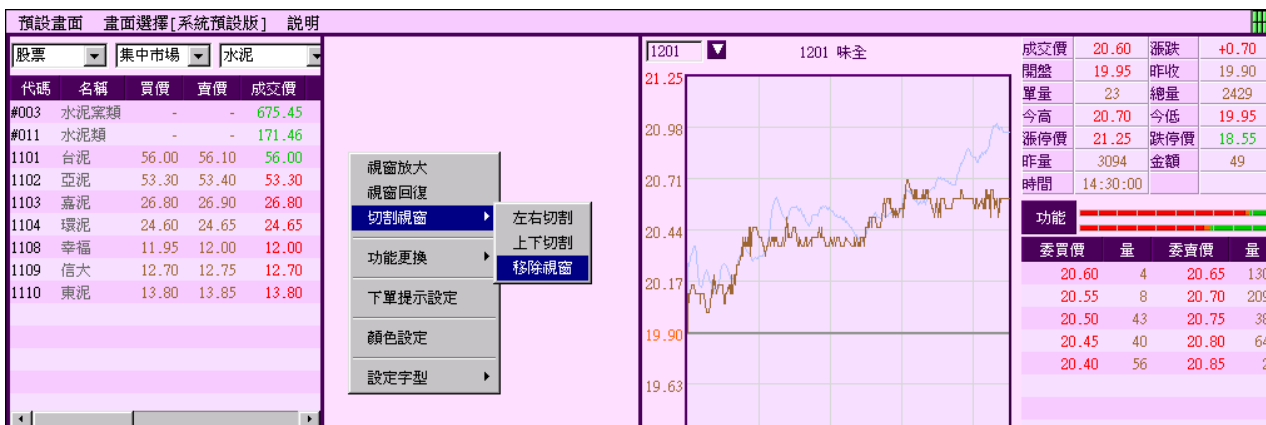 預設畫面 畫面選擇[系統預設版] 說明
股票 集中市場 水泥
代碼 名稱 買價 賣價 成交價
#003 水泥窯類 - - 675.45
#011 水泥類 - - 171.46
1101 台泥 56.00 56.10 56.00
1102 亞泥 53.30 53.40 53.30
1103 嘉泥 26.80 26.90 26.80
1104 環泥 24.60 24.65 24.65
1108 幸福 11.95 12.00 12.00
1109 信大 12.70 12.75 12.70
1110 東泥 13.80 13.85 13.80
視窗放大
視窗回復
切割視窗
功能更換
下單提示設定
顏色設定
設定字型
左右切割
上下切割
移除視窗
1201 1201 味全
21.25
20.98
20.71
20.44
20.17
19.90
19.63
成交價 20.60 漲跌 +0.70
開盤 19.95 昨收 19.90
單量 23 總量 2429
今高 20.70 今低 19.95
漲停價 21.25 跌停價 18.55
昨量 3094 金額 49
時間 14:30:00
功能
委買價 量 委賣價 量
20.60 4 20.65 130
20.55 8 20.70 209
20.50 43 20.75 38
20.45 40 20.80 64
20.40 56 20.85 2